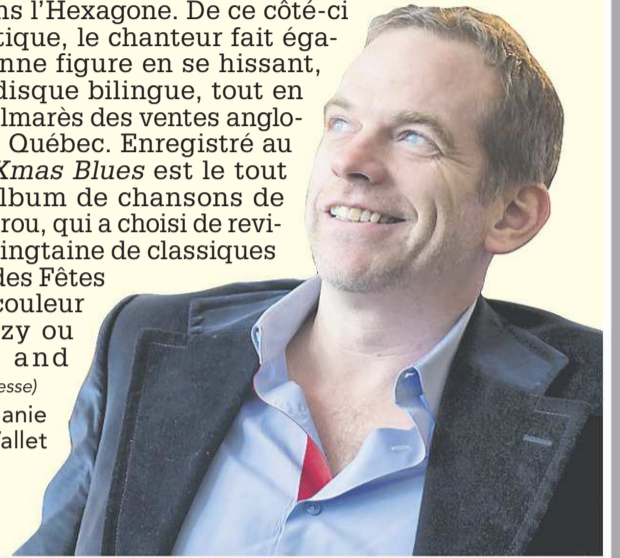 ns l'Hexagone. De ce côté-ci
tique, le chanteur fait éga-
nne figure en se hissant,
disque bilingue, tout en
lmarès des ventes anglo-
Québec. Enregistré au
Xmas Blues est le tout
lbum de chansons de
rou, qui a choisi de revi-
ingtaine de classiques
des Fêtes
couleur
zy ou
and
esse)
anie
allet